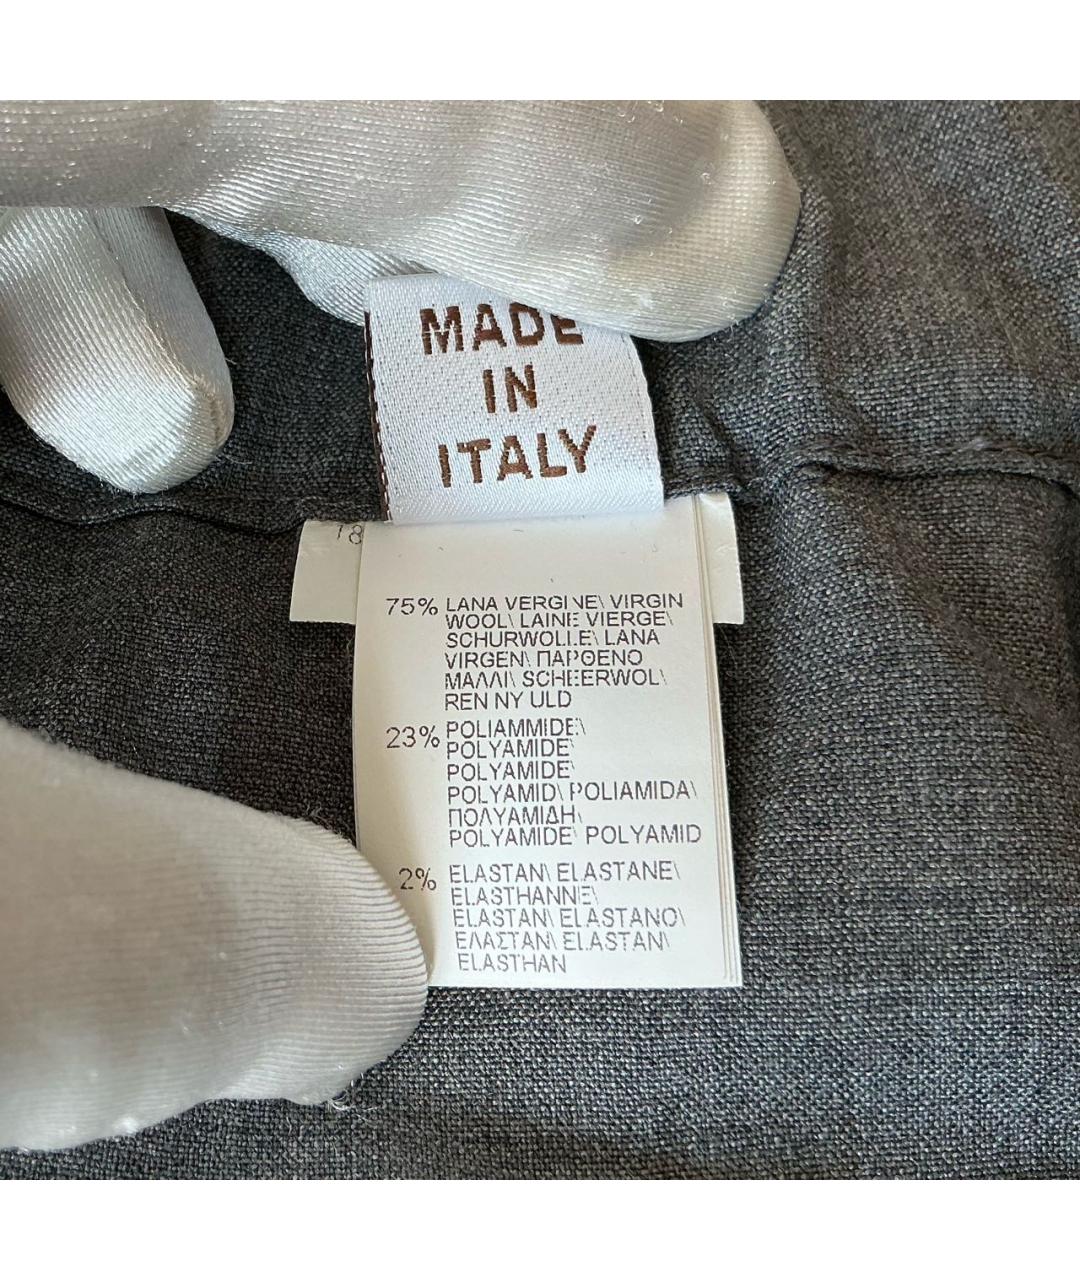 MADE
IN
ITALY
18
75% LANA VERGINE\ VIRGIN
WOOL\ LAINE VIERGE\
SCHURWOLLE\ LANA
VIRGEN\ ΠΑΡΘΕΝΟ
ΜΑΛΛΙ\ SCHEERWOL\
REN NY ULD
23% POLIAMMIDE\
POLYAMIDE\
POLYAMIDE\
POLYAMID\ POLIAMIDA\
ΠΟΛΥΑΜΙΔΗ\
POLYAMIDE\ POLYAMID
2% ELASTAN\ ELASTANE\
ELASTHANNE\
ELASTAN\ ELASTANO\
ΕΛΑΣΤΑΝ\ ELASTAN\
ELASTHAN